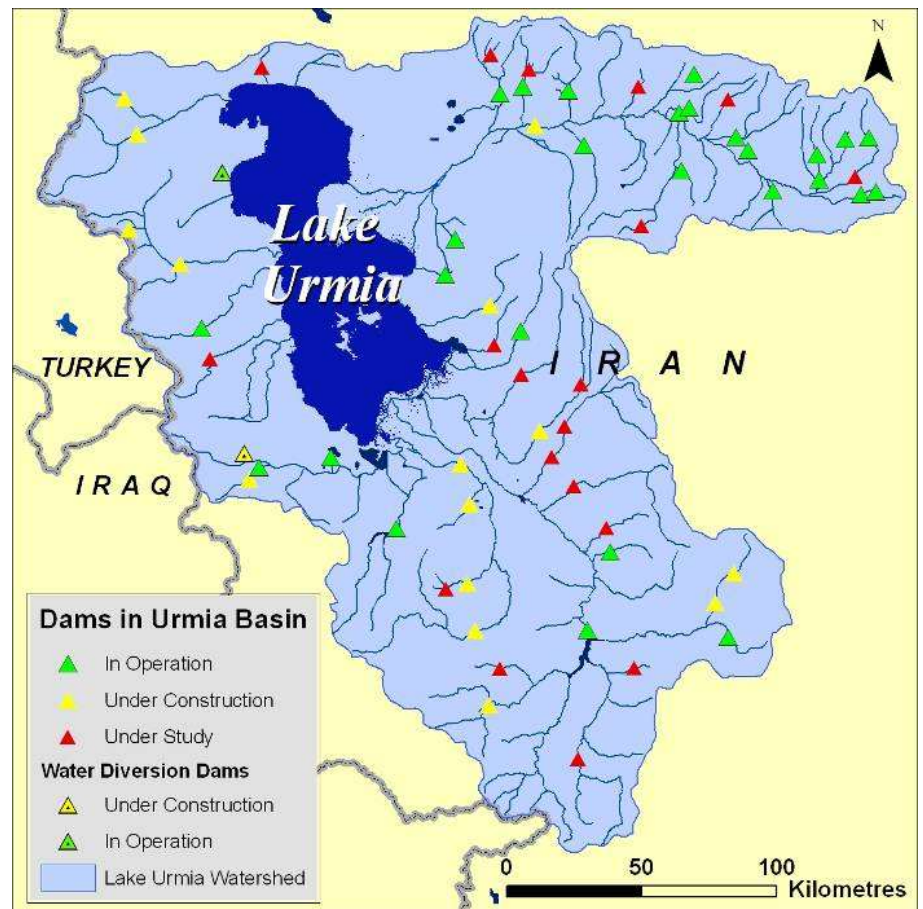 N
Lake
Urmia
TURKEY
I R A N
I R A Q
Dams in Urmia Basin
In Operation
Under Construction
Under Study
Water Diversion Dams
Under Construction
In Operation
Lake Urmia Watershed
0 50 100
Kilometres